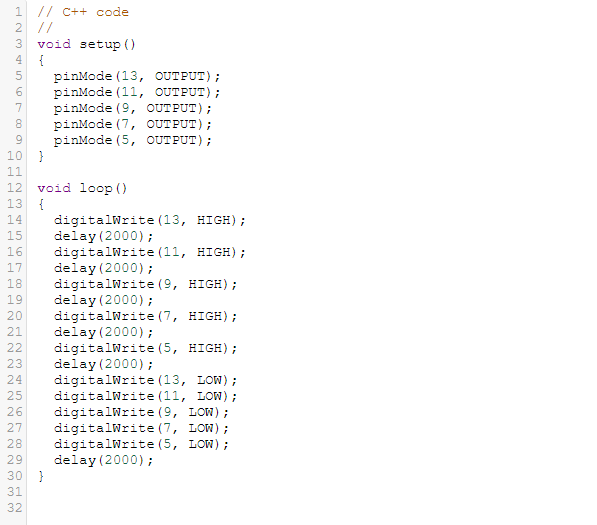 1 // C++ code
2 //
3 void setup()
4 {
5   pinMode(13, OUTPUT);
6   pinMode(11, OUTPUT);
7   pinMode(9, OUTPUT);
8   pinMode(7, OUTPUT);
9   pinMode(5, OUTPUT);
10 }
11
12 void loop()
13 {
14   digitalWrite(13, HIGH);
15   delay(2000);
16   digitalWrite(11, HIGH);
17   delay(2000);
18   digitalWrite(9, HIGH);
19   delay(2000);
20   digitalWrite(7, HIGH);
21   delay(2000);
22   digitalWrite(5, HIGH);
23   delay(2000);
24   digitalWrite(13, LOW);
25   digitalWrite(11, LOW);
26   digitalWrite(9, LOW);
27   digitalWrite(7, LOW);
28   digitalWrite(5, LOW);
29   delay(2000);
30 }
31
32